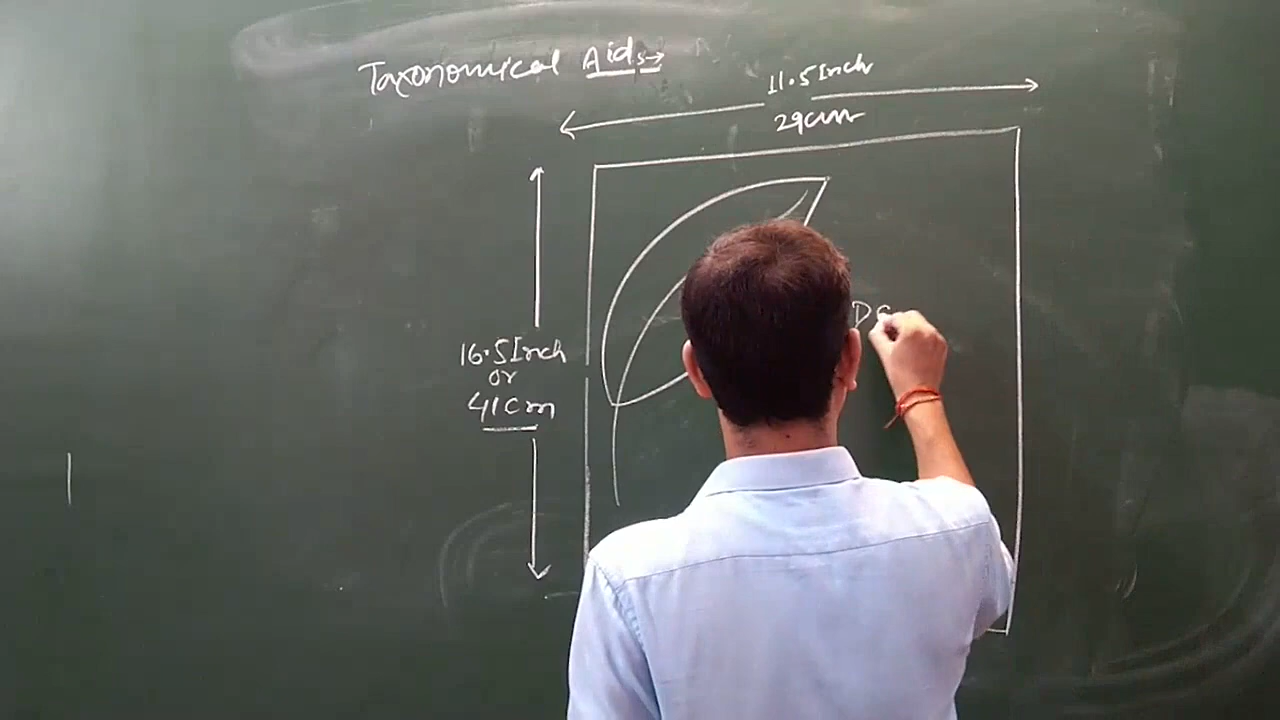 Taxonomical Aids→
11.5 Inch
29cm
16.5 Inch
or
41cm